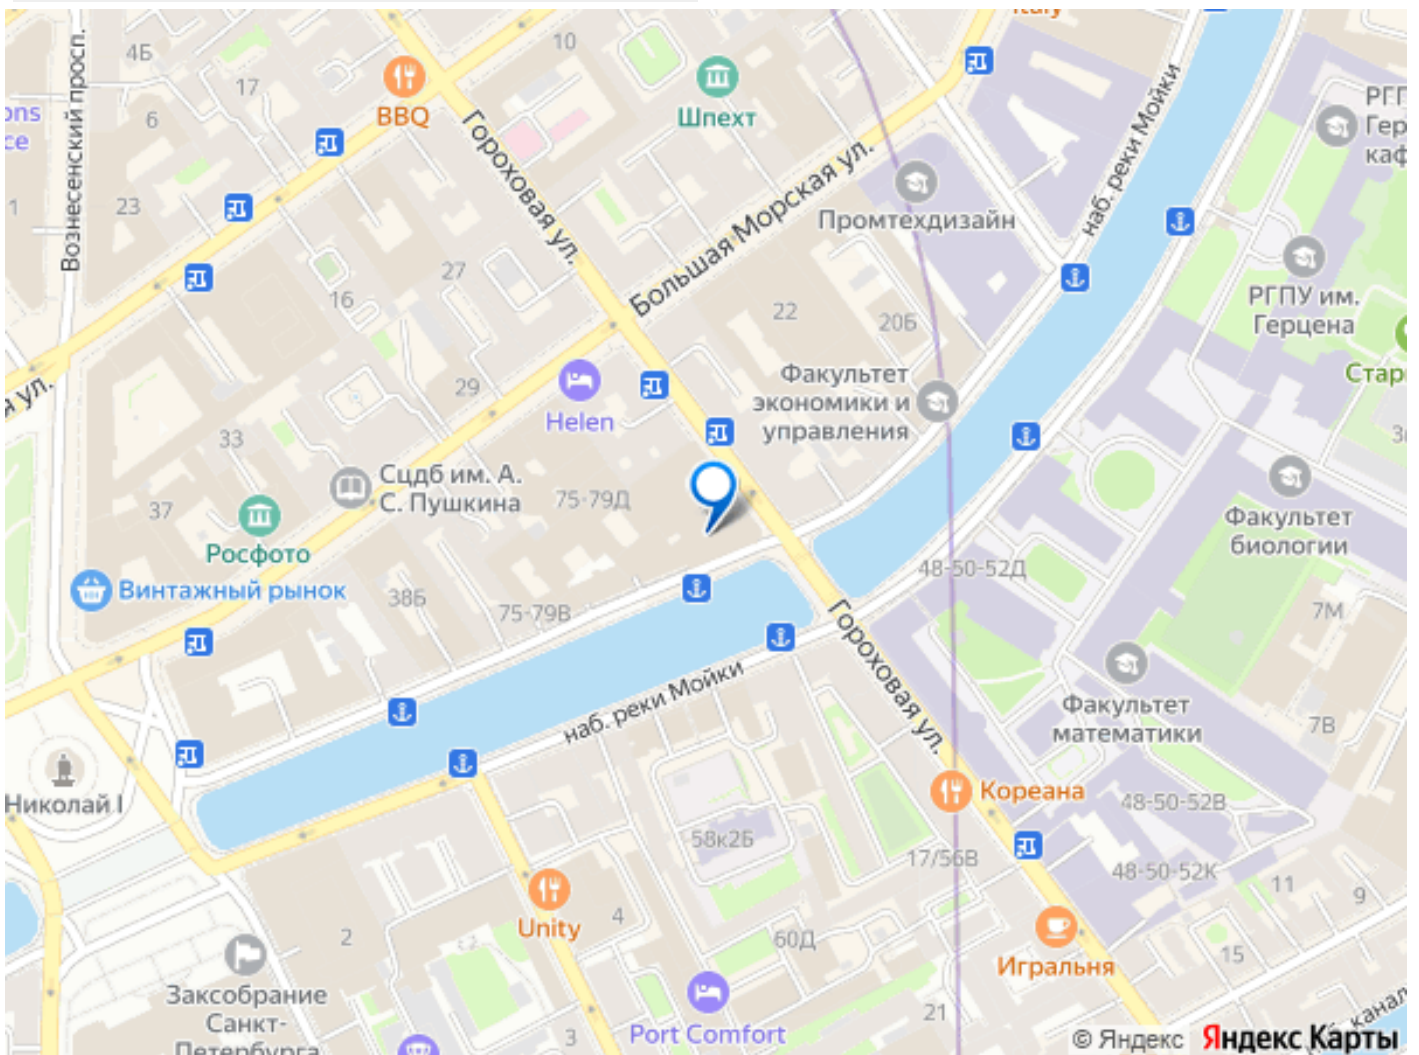 Italy
10
4Б
17
BBQ
Шпехт
РГП
Гер
каф
ons
ce
6
Вознесенский просп.
Гороховая ул.
Большая Морская ул.
наб. реки Мойки
Промтехдизайн
1
23
27
16
22
20Б
РГПУ им.
Герцена
Стар
я ул.
29
Helen
Факультет
экономики и
управления
33
Сцдб им. А.
С. Пушкина
75-79Д
37
Росфото
Факультет
биологии
Винтажный рынок
38Б
75-79В
48-50-52Д
7М
Гороховая ул.
наб. реки Мойки
Факультет
математики
7В
Николай I
Кореана
48-50-52В
58к2Б
17/56В
48-50-52К
11
9
Unity
4
2
60Д
Игральня
15
Заксобрание
Санкт-
Петербурга
Port Comfort
3
21
канал
© Яндекс Яндекс Карты